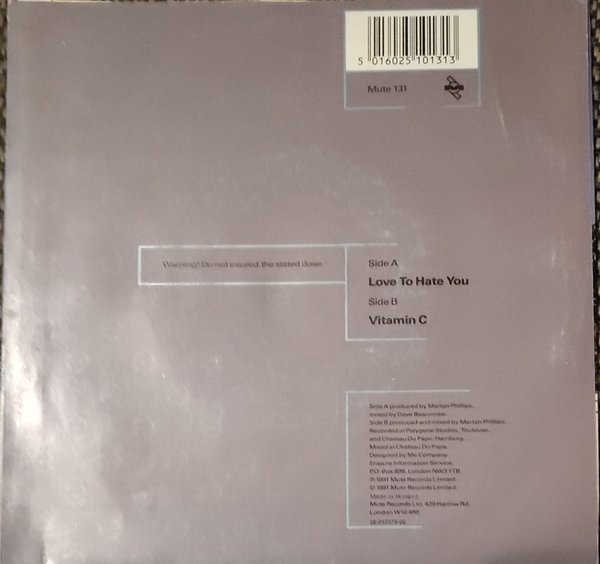 5 016025 101313
Mute 131
Warning! Do not exceed the stated dose.
Side A
Love To Hate You
Side B
Vitamin C
Side A produced by Martyn Phillips,
mixed by Dave Bascombe.
Side B produced and mixed by Martyn Phillips.
Recorded at Polygone Studios, Toulouse,
and Chateau Du Pape, Hamburg.
Mixed at Chateau Du Pape.
Designed by Me Company.
Erasure Information Service,
P.O. Box 899, London NW3 1TB.
℗ 1991 Mute Records Limited.
© 1991 Mute Records Limited.
Made in Holland
Mute Records Ltd, 429 Harrow Rd,
London W10 4RE